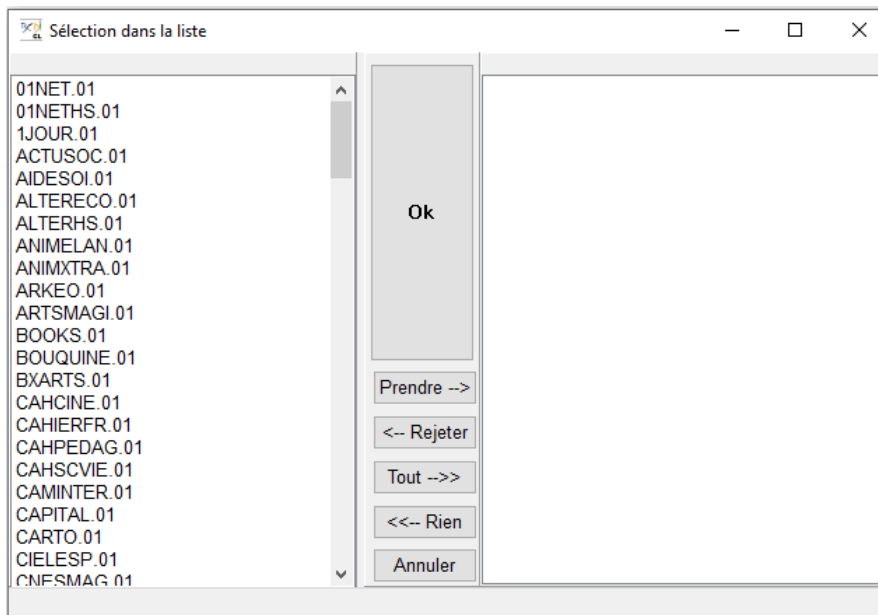 Sélection dans la liste
01NET.01
01NETHS.01
1JOUR.01
ACTUSOC.01
AIDESOI.01
ALTERECO.01
ALTERHS.01
ANIMELAN.01
ANIMXTRA.01
ARKEO.01
ARTSMAGI.01
BOOKS.01
BOUQUINE.01
BXARTS.01
CAHCINE.01
CAHIERFR.01
CAHPEDAG.01
CAHSCVIE.01
CAMINTER.01
CAPITAL.01
CARTO.01
CIELESP.01
CNESMAG.01
Ok
Prendre -->
<-- Rejeter
Tout -->>
<<-- Rien
Annuler